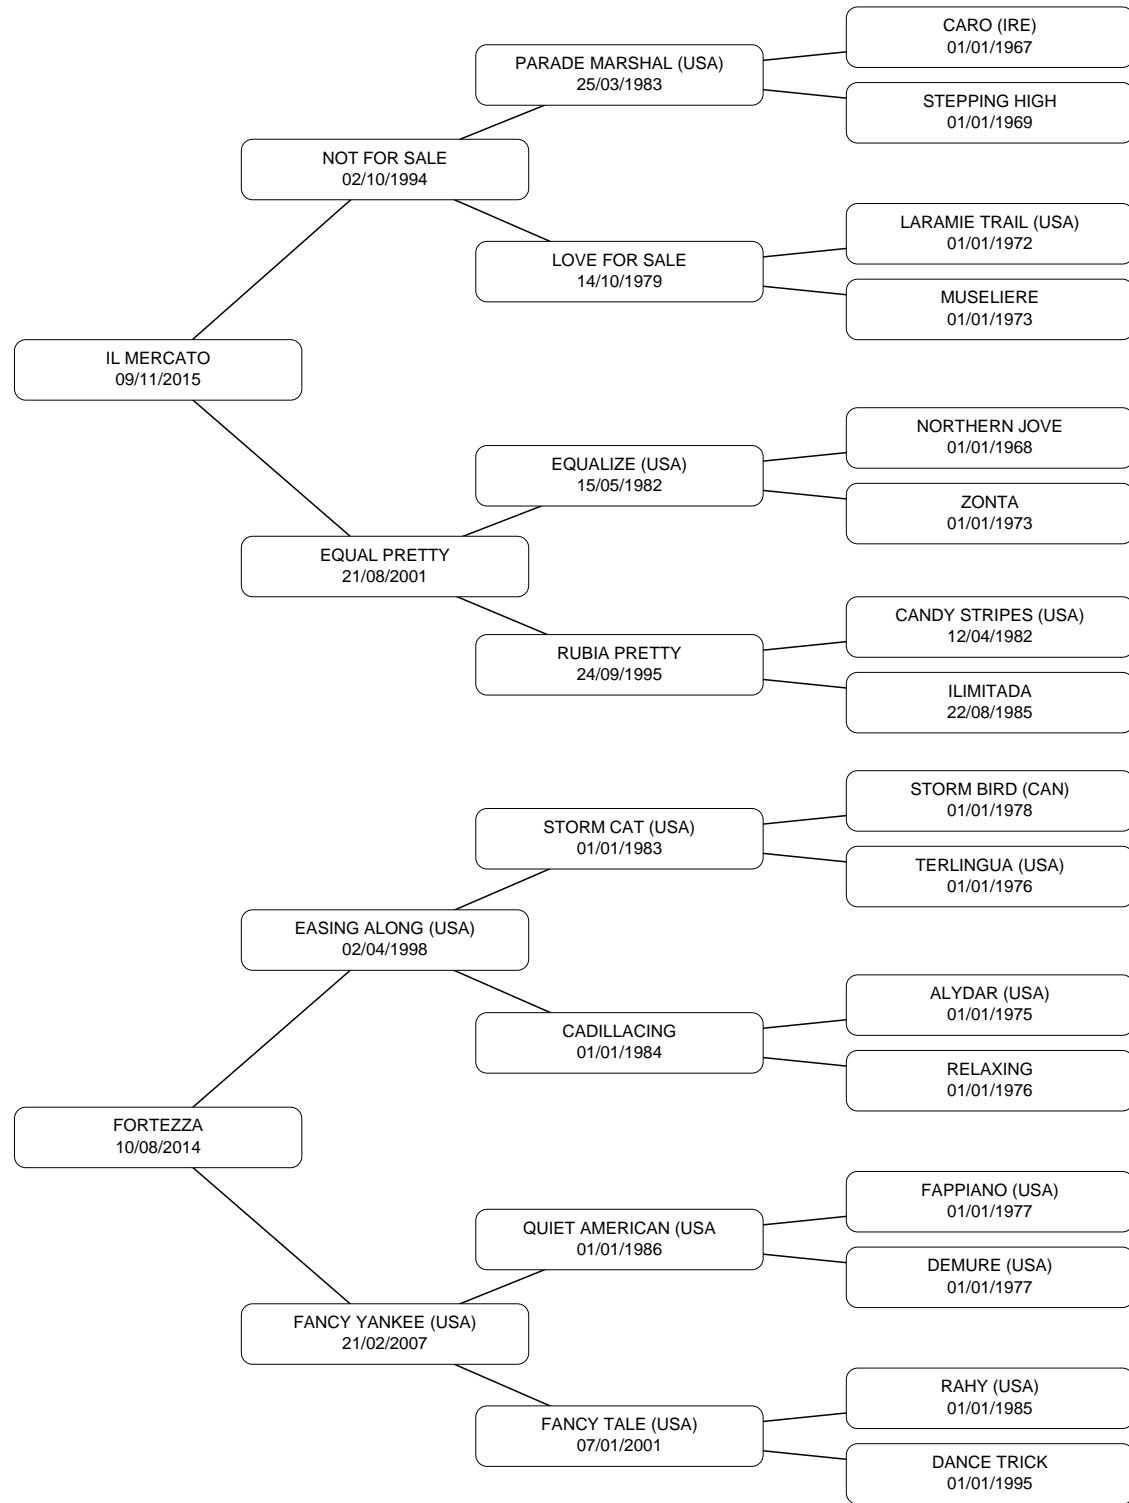 CARO (IRE)
01/01/1967
PARADE MARSHAL (USA)
25/03/1983
STEPPING HIGH
01/01/1969
NOT FOR SALE
02/10/1994
LARAMIE TRAIL (USA)
01/01/1972
LOVE FOR SALE
14/10/1979
MUSELIERE
01/01/1973
IL MERCATO
09/11/2015
NORTHERN JOVE
01/01/1968
EQUALIZE (USA)
15/05/1982
ZONTA
01/01/1973
EQUAL PRETTY
21/08/2001
CANDY STRIPES (USA)
12/04/1982
RUBIA PRETTY
24/09/1995
ILIMITADA
22/08/1985
STORM BIRD (CAN)
01/01/1978
STORM CAT (USA)
01/01/1983
TERLINGUA (USA)
01/01/1976
EASING ALONG (USA)
02/04/1998
ALYDAR (USA)
01/01/1975
CADILLACING
01/01/1984
RELAXING
01/01/1976
FORTEZZA
10/08/2014
FAPPIANO (USA)
01/01/1977
QUIET AMERICAN (USA
01/01/1986
DEMURE (USA)
01/01/1977
FANCY YANKEE (USA)
21/02/2007
RAHY (USA)
01/01/1985
FANCY TALE (USA)
07/01/2001
DANCE TRICK
01/01/1995